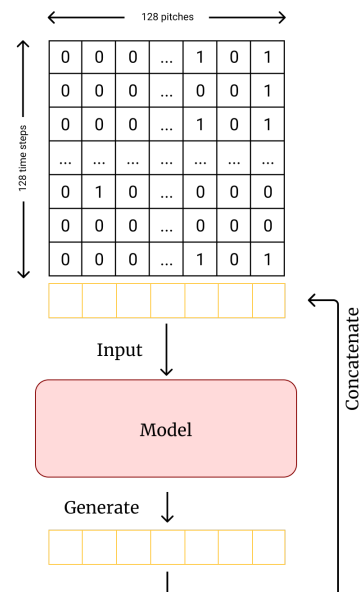 128 pitches
128 time steps
0 0 0 ... 1 0 1
0 0 0 ... 0 0 1
0 0 0 ... 1 0 1
... ... ... ... ... ... ...
0 1 0 ... 0 0 0
0 0 0 ... 0 0 0
0 0 0 ... 1 0 1
Input
Concatenate
Model
Generate